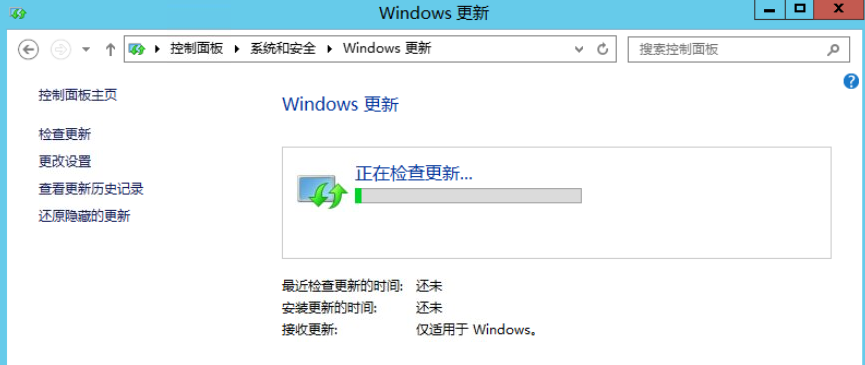 Windows 更新
控制面板 系统和安全 Windows 更新
搜索控制面板
控制面板主页
检查更新
更改设置
查看更新历史记录
还原隐藏的更新
Windows 更新
正在检查更新...
最近检查更新的时间: 还未
安装更新的时间: 还未
接收更新: 仅适用于 Windows。